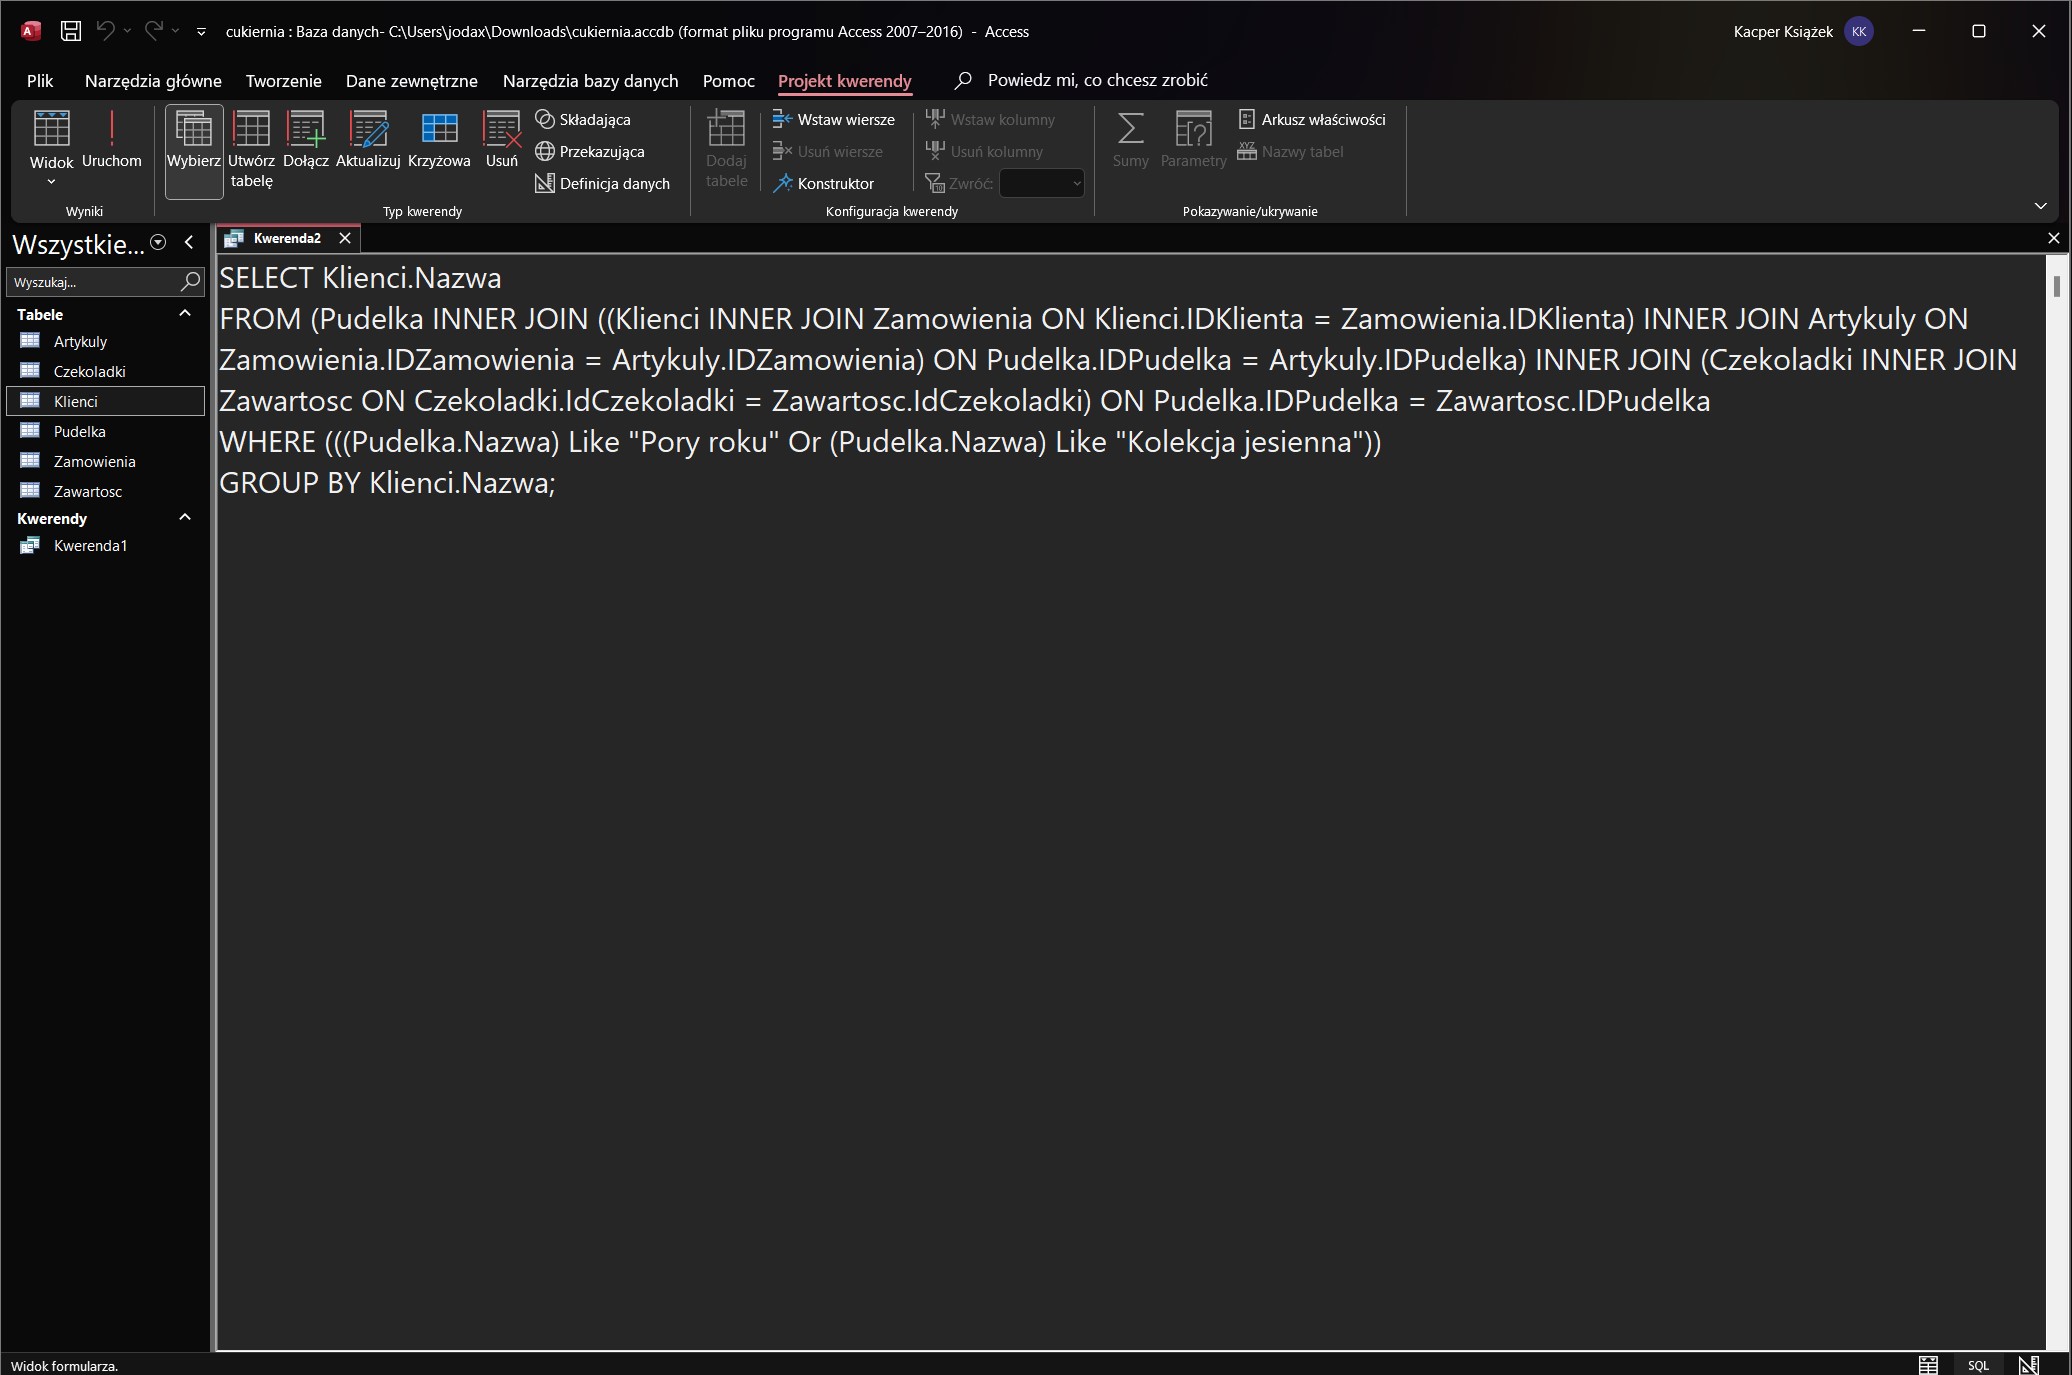 cukiernia : Baza danych- C:\Users\jodax\Downloads\cukiernia.accdb (format pliku programu Access 2007–2016) - Access
Kacper Książek
KK
Plik
Narzędzia główne
Tworzenie
Dane zewnętrzne
Narzędzia bazy danych
Pomoc
Projekt kwerendy
Powiedz mi, co chcesz zrobić
Widok
Uruchom
Wyniki
Wybierz
Utwórz
tabelę
Dołącz
Aktualizuj
Krzyżowa
Usuń
Składająca
Przekazująca
Definicja danych
Typ kwerendy
Dodaj
tabele
Wstaw wiersze
Usuń wiersze
Konstruktor
Wstaw kolumny
Usuń kolumny
Zwróć:
Konfiguracja kwerendy
Sumy
Parametry
Arkusz właściwości
Nazwy tabel
Pokazywanie/ukrywanie
Wszystkie...
Wyszukaj...
Tabele
Artykuly
Czekoladki
Klienci
Pudelka
Zamowienia
Zawartosc
Kwerendy
Kwerenda1
Kwerenda2
SELECT Klienci.Nazwa
FROM (Pudelka INNER JOIN ((Klienci INNER JOIN Zamowienia ON Klienci.IDKlienta = Zamowienia.IDKlienta) INNER JOIN Artykuly ON
Zamowienia.IDZamowienia = Artykuly.IDZamowienia) ON Pudelka.IDPudelka = Artykuly.IDPudelka) INNER JOIN (Czekoladki INNER JOIN
Zawartosc ON Czekoladki.IdCzekoladki = Zawartosc.IdCzekoladki) ON Pudelka.IDPudelka = Zawartosc.IDPudelka
WHERE (((Pudelka.Nazwa) Like "Pory roku" Or (Pudelka.Nazwa) Like "Kolekcja jesienna"))
GROUP BY Klienci.Nazwa;
Widok formularza.
SQL